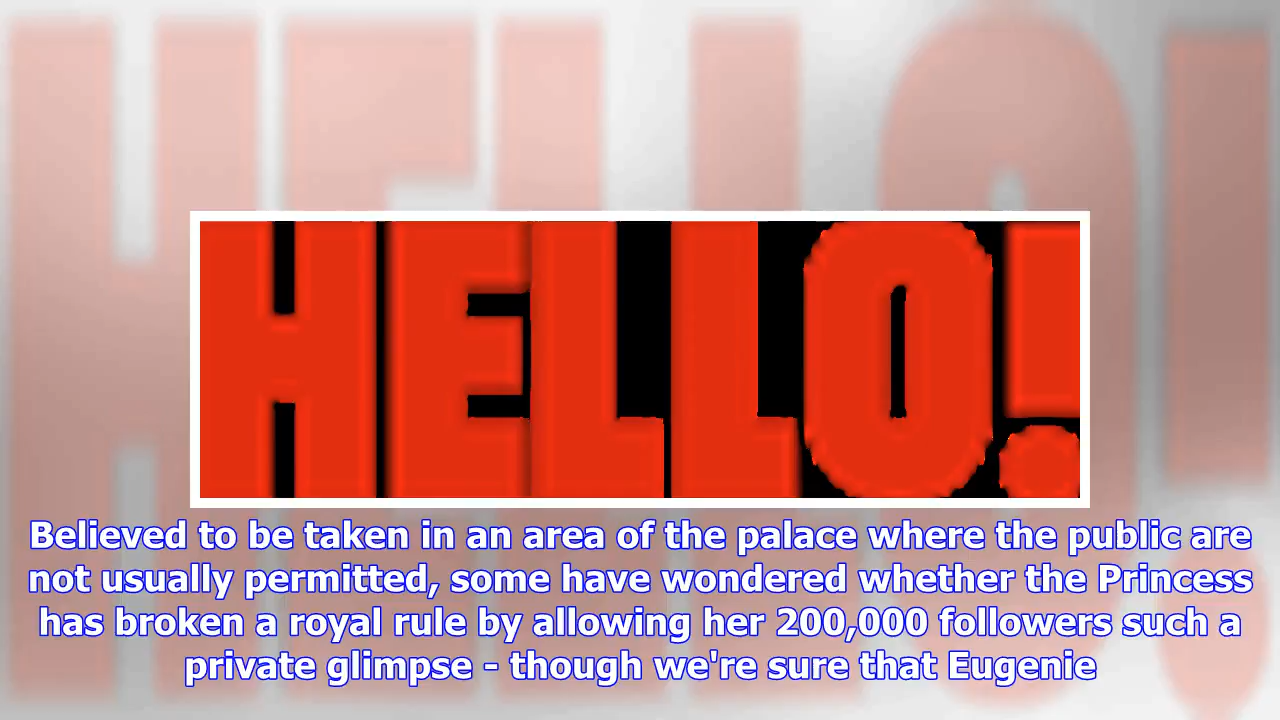 HELLO!
Believed to be taken in an area of the palace where the public are
not usually permitted, some have wondered whether the Princess
has broken a royal rule by allowing her 200,000 followers such a
private glimpse - though we're sure that Eugenie